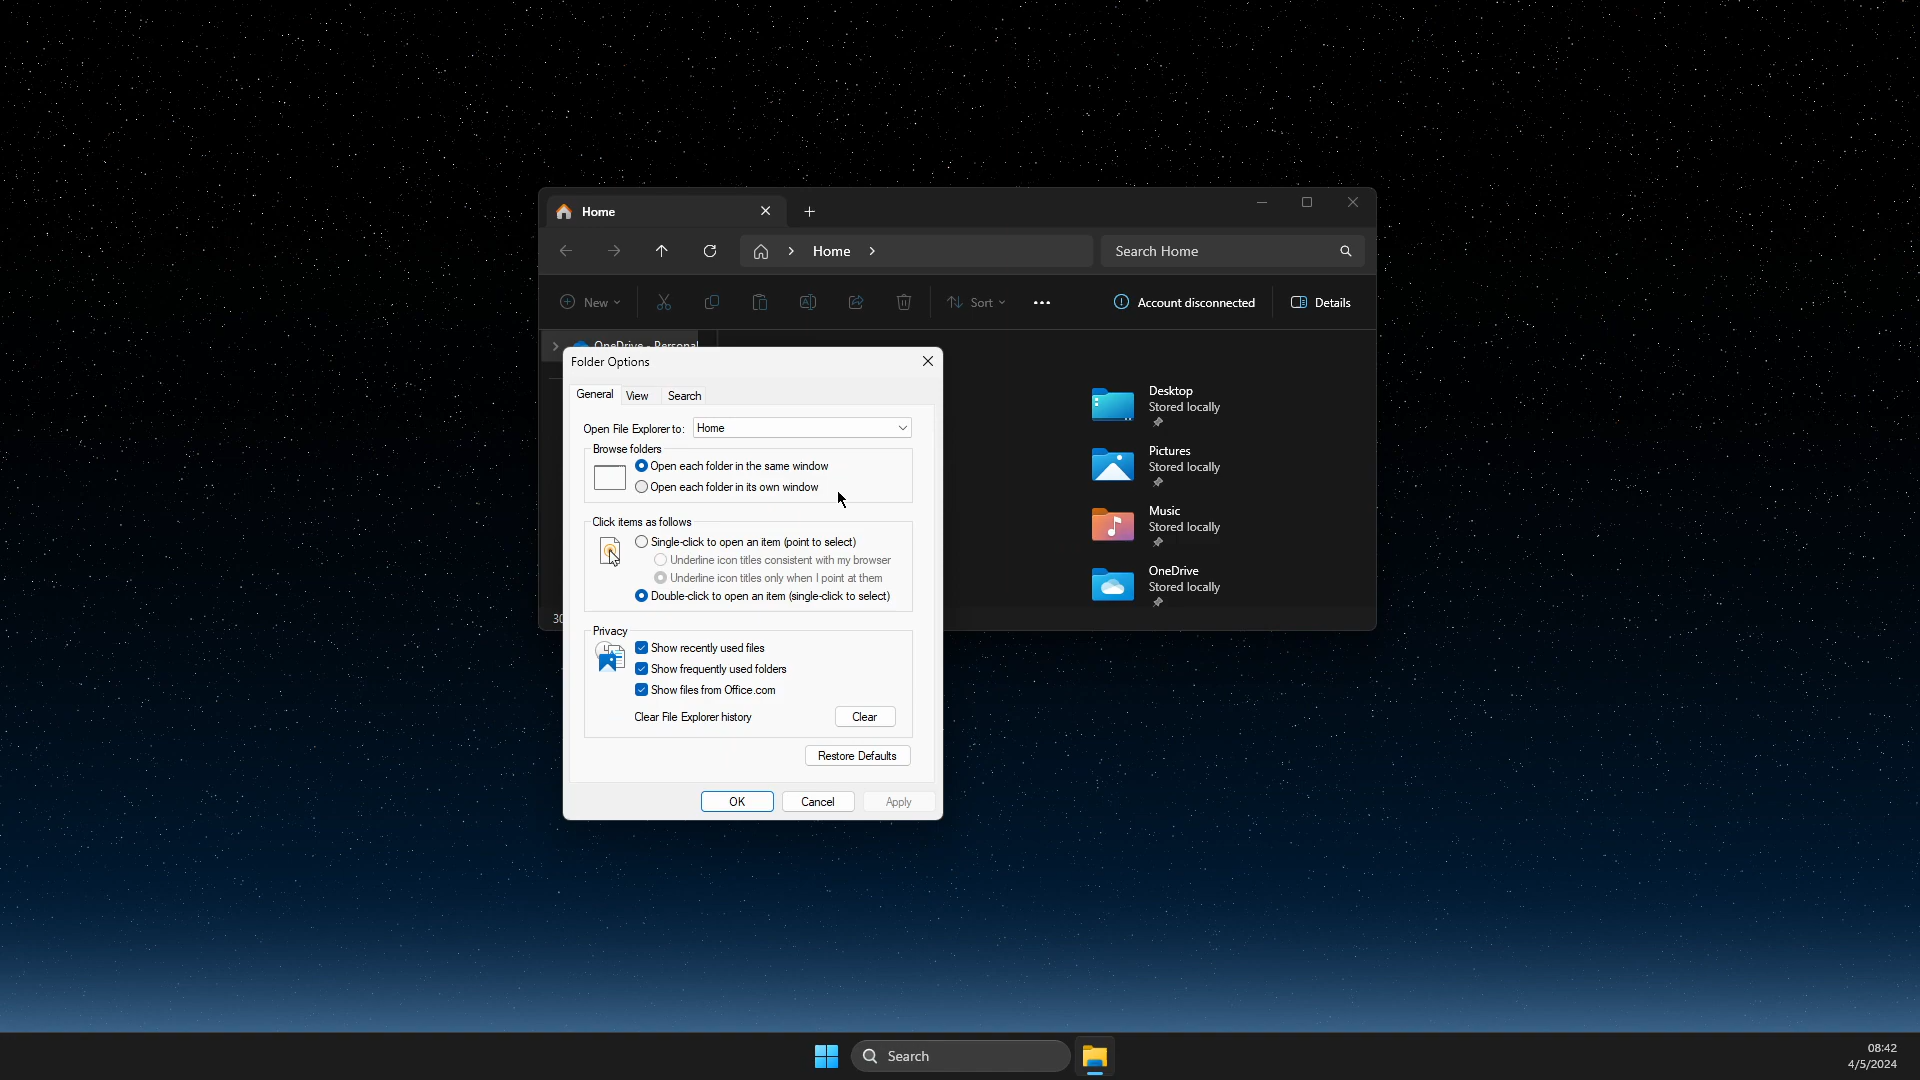 Home
Home
Search Home
New
Sort
Account disconnected
Details
OneDrive - Personal
Folder Options
General
View
Search
Open File Explorer to:
Home
Browse folders
Open each folder in the same window
Open each folder in its own window
Click items as follows
Single-click to open an item (point to select)
Underline icon titles consistent with my browser
Underline icon titles only when I point at them
Double-click to open an item (single-click to select)
Privacy
Show recently used files
Show frequently used folders
Show files from Office.com
Clear File Explorer history
Clear
Restore Defaults
OK
Cancel
Apply
Desktop
Stored locally
Pictures
Stored locally
Music
Stored locally
OneDrive
Stored locally
Search
08:42
4/5/2024